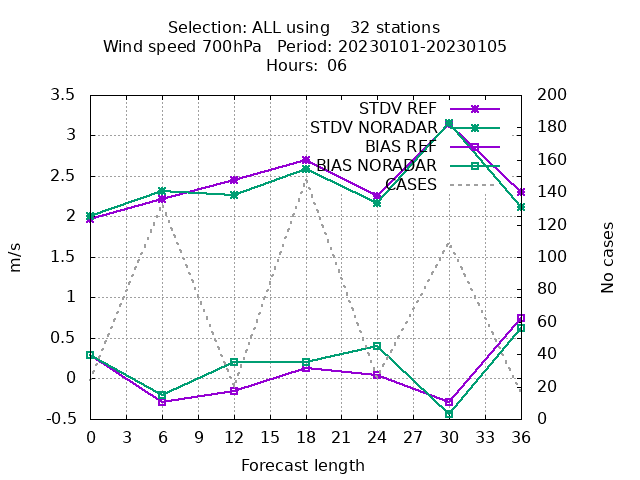 Selection: ALL using    32 stations
Wind speed 700hPa   Period: 20230101-20230105
Hours: 06
STDV REF
STDV NORADAR
BIAS REF
BIAS NORADAR
CASES
3.5
3
2.5
2
1.5
1
0.5
0
-0.5
m/s
200
180
160
140
120
100
80
60
40
20
0
No cases
0 3 6 9 12 15 18 21 24 27 30 33 36
Forecast length